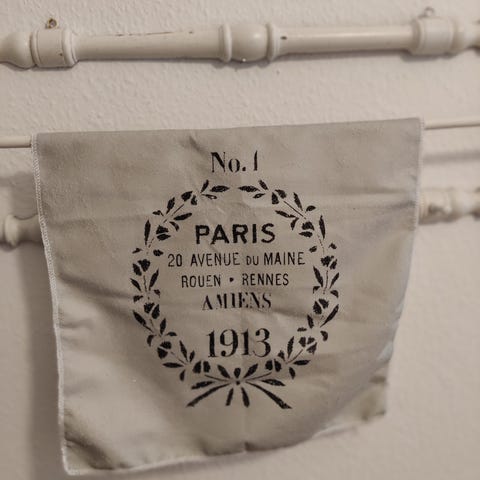 No.1
PARIS
20 AVENUE DU MAINE
ROUEN • RENNES
AMIENS
1913